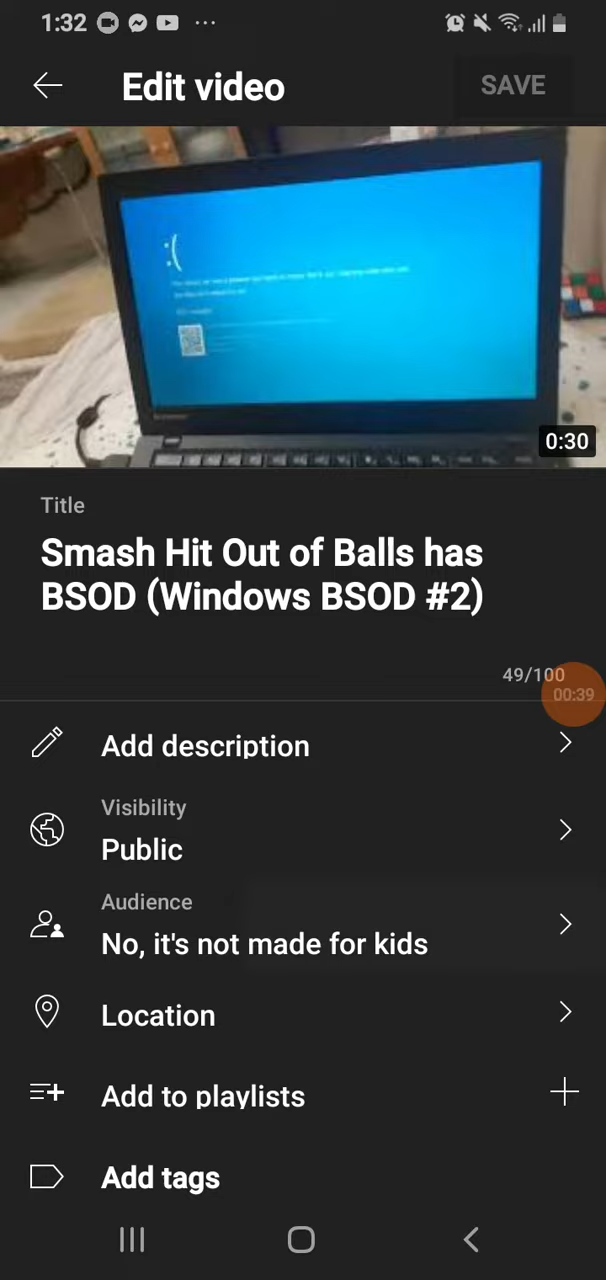 1:32
Edit video
SAVE
:(
0:30
Title
Smash Hit Out of Balls has
BSOD (Windows BSOD #2)
49/100
00:39
Add description
Visibility
Public
Audience
No, it's not made for kids
Location
Add to playlists
Add tags